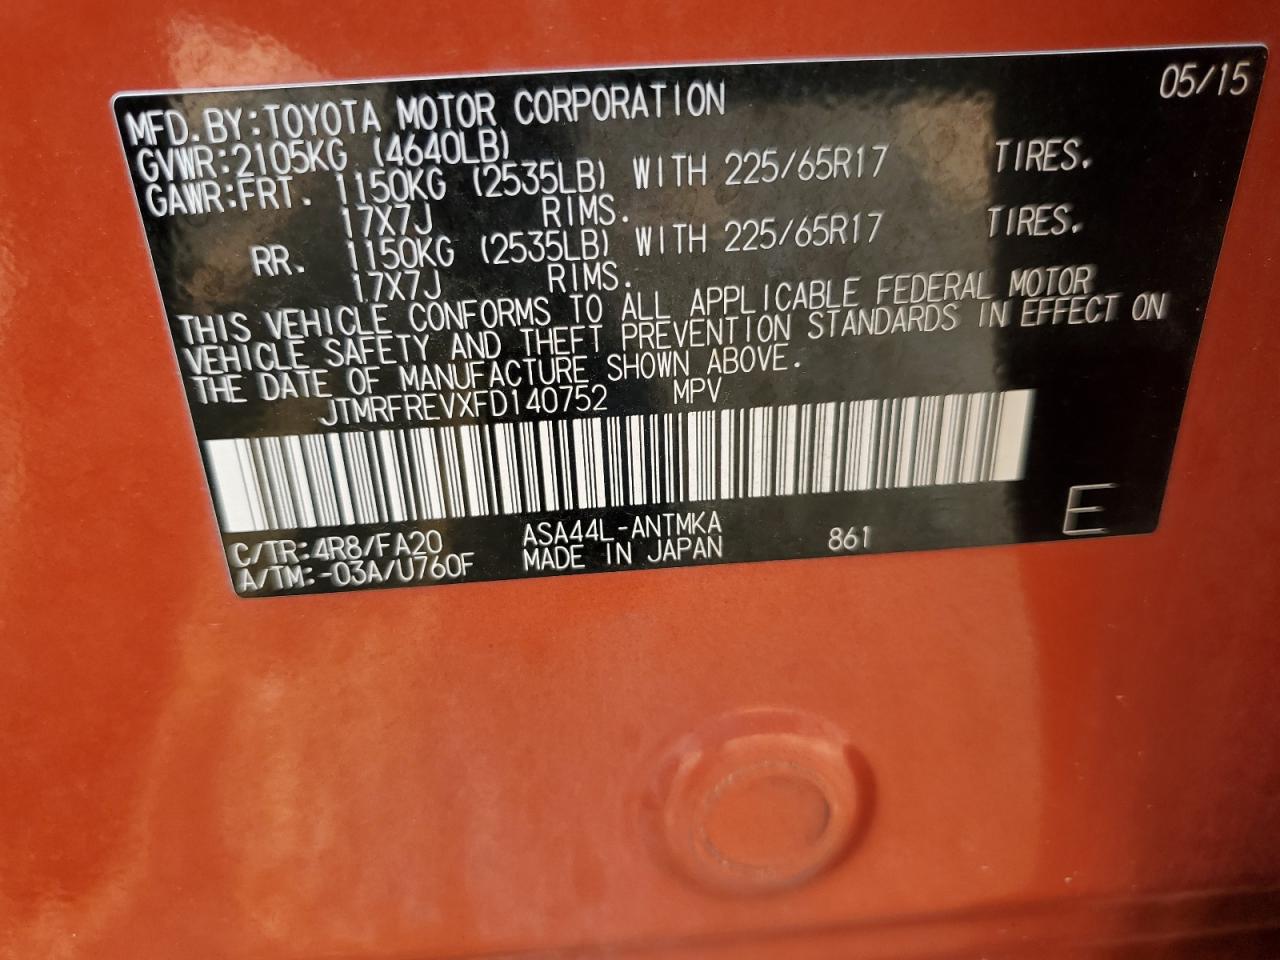 05/15
MFD.BY:TOYOTA MOTOR CORPORATION
GVWR:2105KG (4640LB)
GAWR:FRT. 1150KG (2535LB) WITH 225/65R17 TIRES.
17X7J RIMS.
RR. 1150KG (2535LB) WITH 225/65R17 TIRES.
17X7J RIMS.
THIS VEHICLE CONFORMS TO ALL APPLICABLE FEDERAL MOTOR
VEHICLE SAFETY AND THEFT PREVENTION STANDARDS IN EFFECT ON
THE DATE OF MANUFACTURE SHOWN ABOVE.
JTMRFREVXFD140752 MPV
C/TR:4R8/FA20 ASA44L-ANTMKA 861 E
A/TM:-03A/U760F MADE IN JAPAN